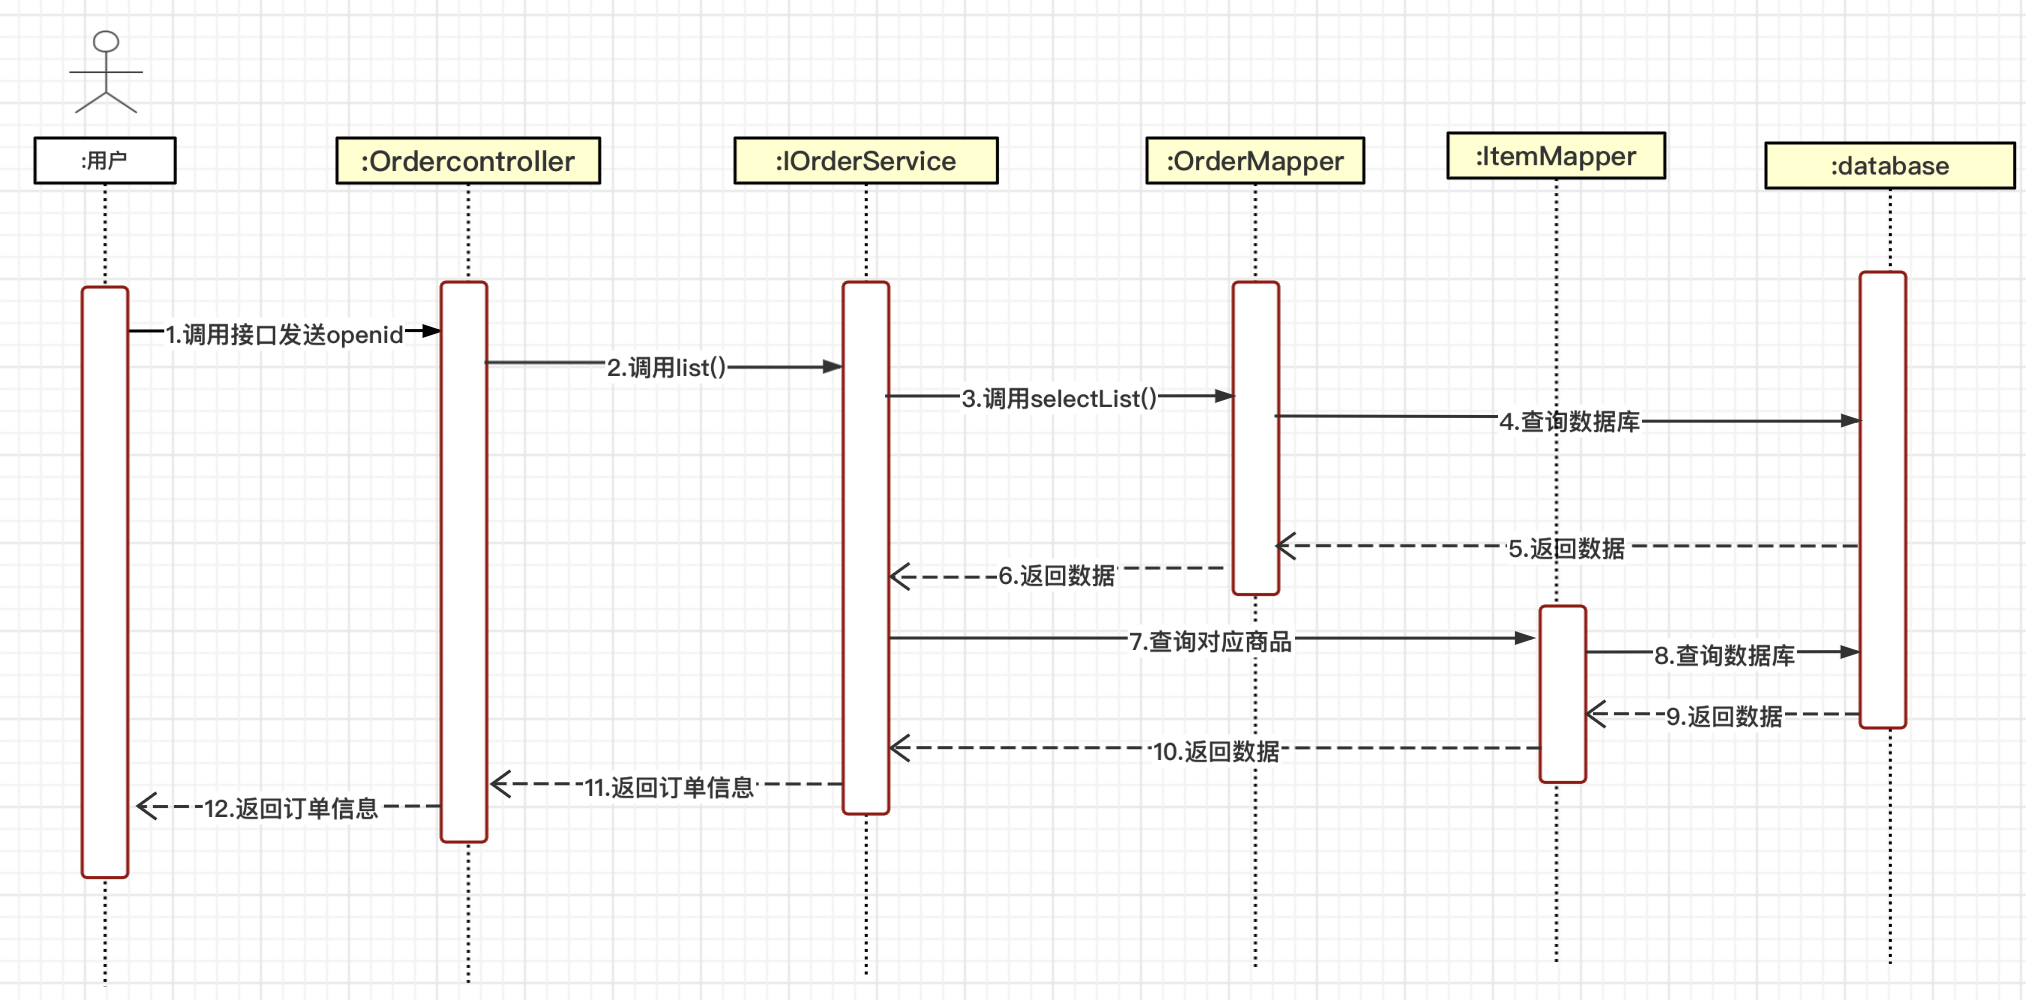 :用户
:Ordercontroller
:IOrderService
:OrderMapper
:ItemMapper
:database
1.调用接口发送openid
2.调用list()
3.调用selectList()
4.查询数据库
5.返回数据
6.返回数据
7.查询对应商品
8.查询数据库
9.返回数据
10.返回数据
11.返回订单信息
12.返回订单信息